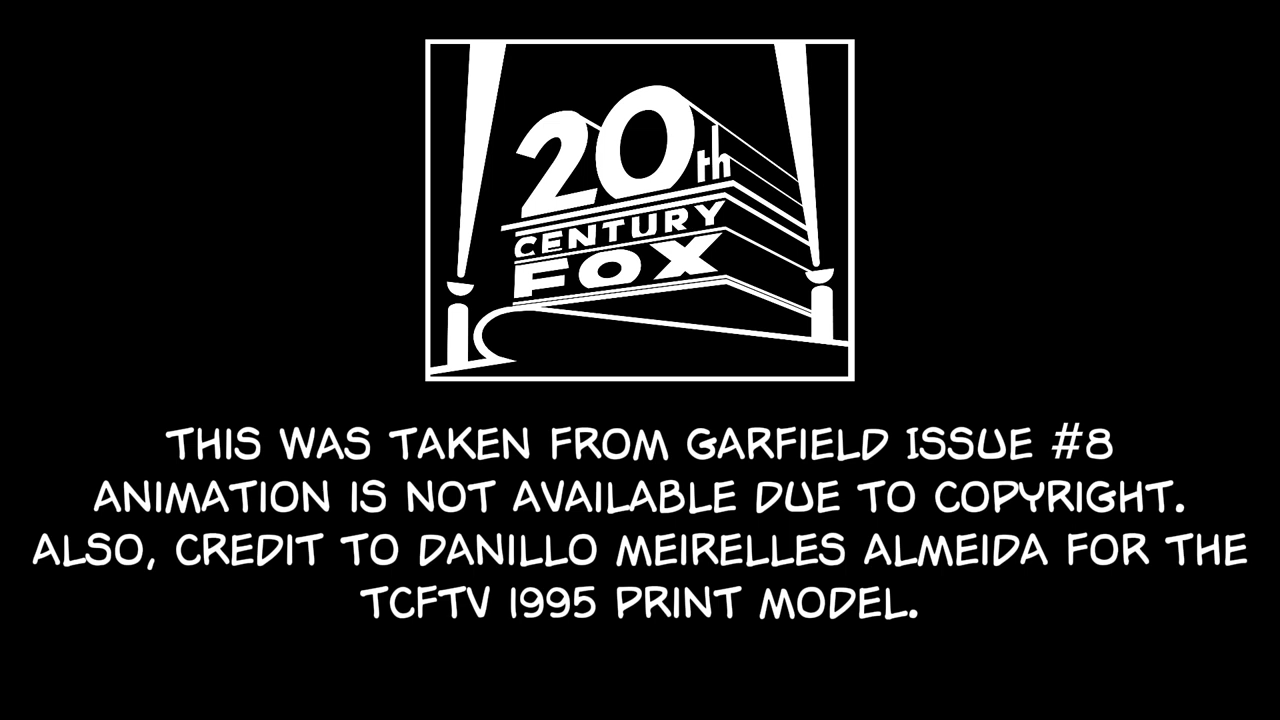 20th
CENTURY
FOX
THIS WAS TAKEN FROM GARFIELD ISSUE #8
ANIMATION IS NOT AVAILABLE DUE TO COPYRIGHT.
ALSO, CREDIT TO DANILLO MEIRELLES ALMEIDA FOR THE
TCFTV 1995 PRINT MODEL.